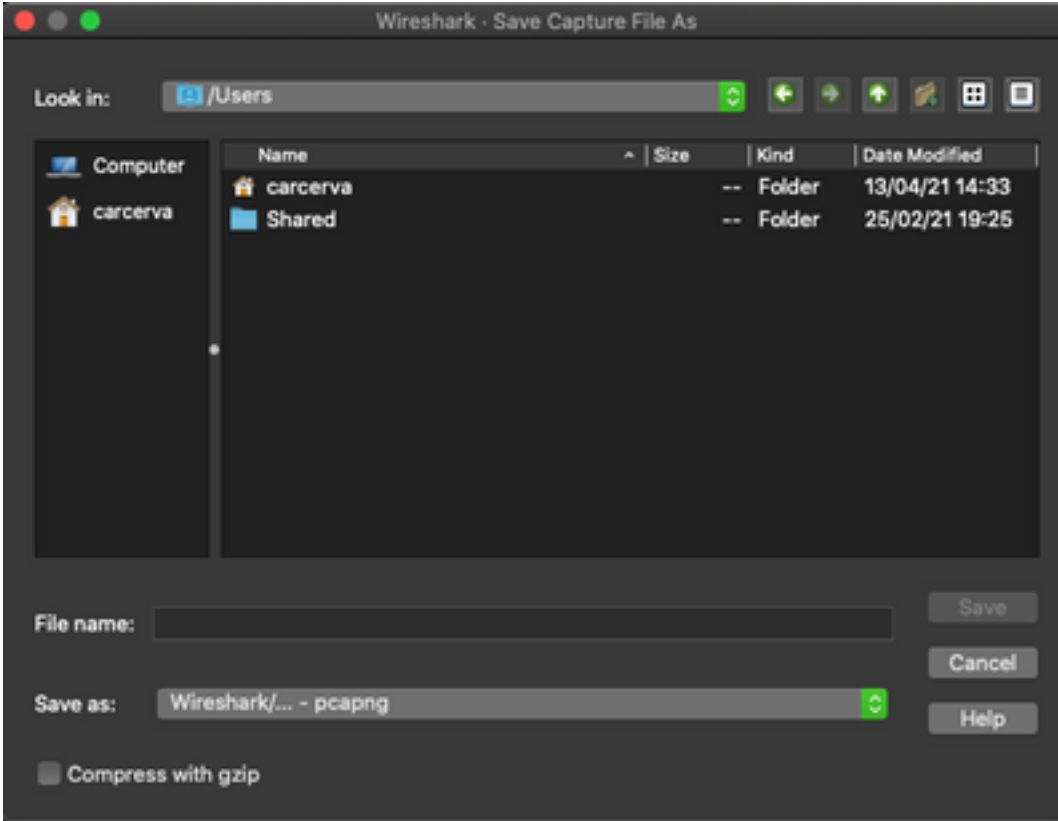 Wireshark · Save Capture File As
Look in: /Users
Computer
carcerva
Name Size Kind Date Modified
carcerva -- Folder 13/04/21 14:33
Shared -- Folder 25/02/21 19:25
File name:
Save
Cancel
Save as: Wireshark/... - pcapng
Help
Compress with gzip